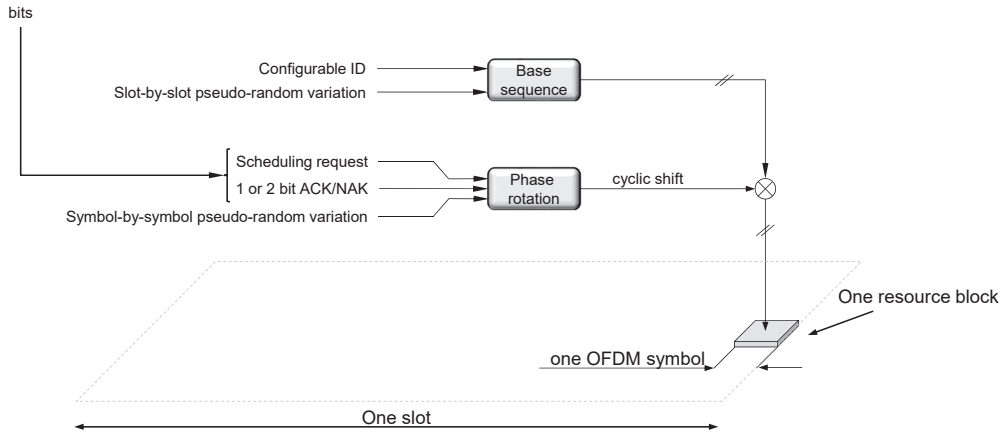 bits
Configurable ID
Slot-by-slot pseudo-random variation
Base
sequence
Scheduling request
1 or 2 bit ACK/NAK
Symbol-by-symbol pseudo-random variation
Phase
rotation
cyclic shift
One resource block
one OFDM symbol
One slot